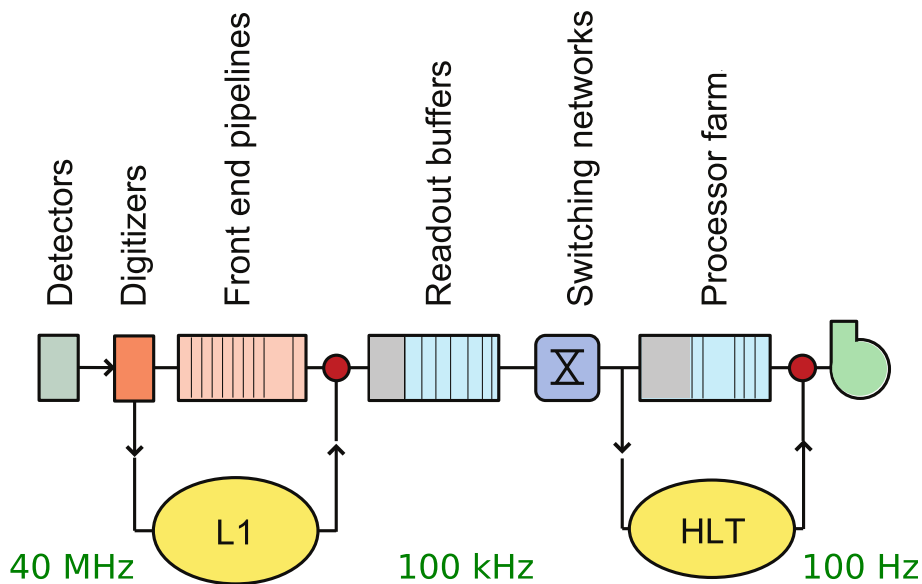 Detectors
Digitizers
Front end pipelines
Readout buffers
Switching networks
Processor farm
L1
HLT
40 MHz
100 kHz
100 Hz